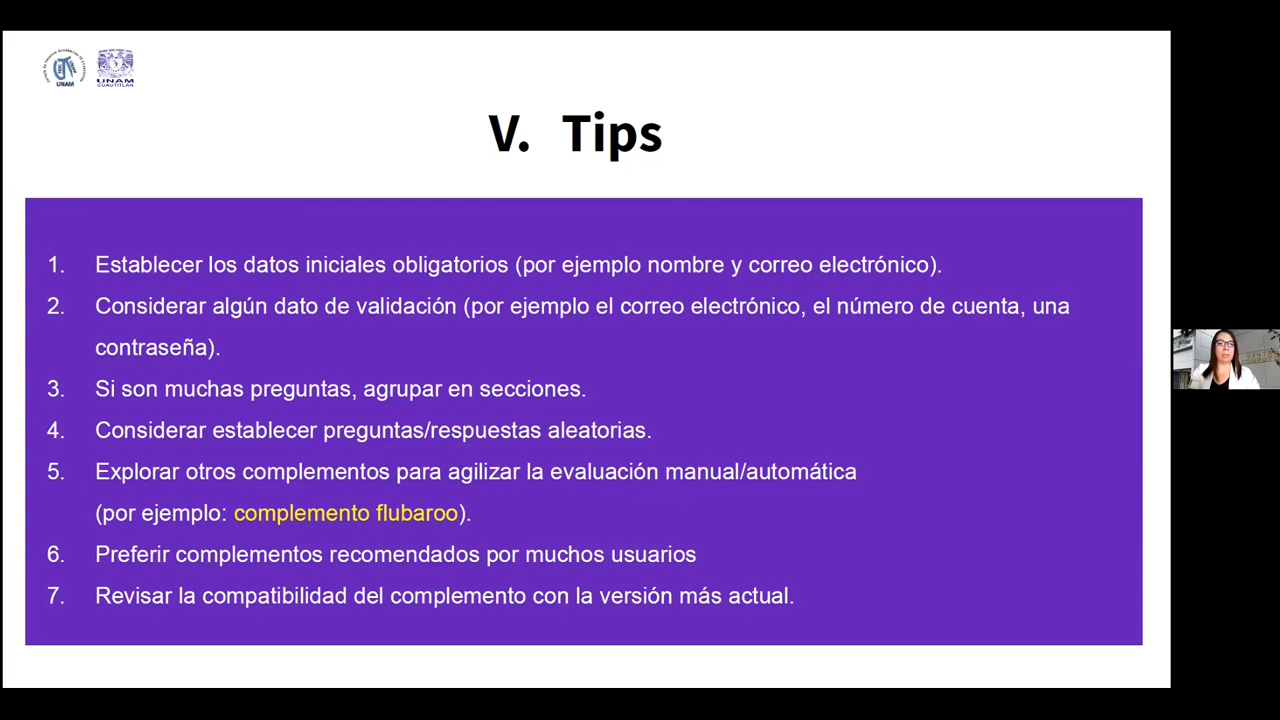 UNAM
UNAM
CUAUTITLÁN
V. Tips
1. Establecer los datos iniciales obligatorios (por ejemplo nombre y correo electrónico).
2. Considerar algún dato de validación (por ejemplo el correo electrónico, el número de cuenta, una
contraseña).
3. Si son muchas preguntas, agrupar en secciones.
4. Considerar establecer preguntas/respuestas aleatorias.
5. Explorar otros complementos para agilizar la evaluación manual/automática
(por ejemplo: complemento flubaroo).
6. Preferir complementos recomendados por muchos usuarios
7. Revisar la compatibilidad del complemento con la versión más actual.